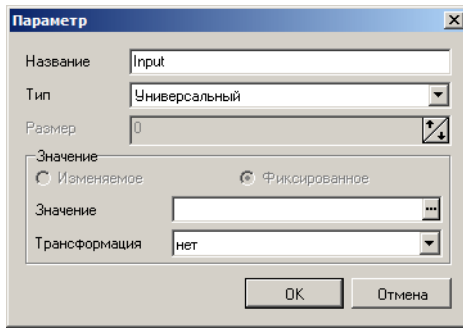 Параметр
Название Input
Тип Универсальный
Размер 0
Значение
Изменяемое Фиксированное
Значение ...
Трансформация нет
OK Отмена